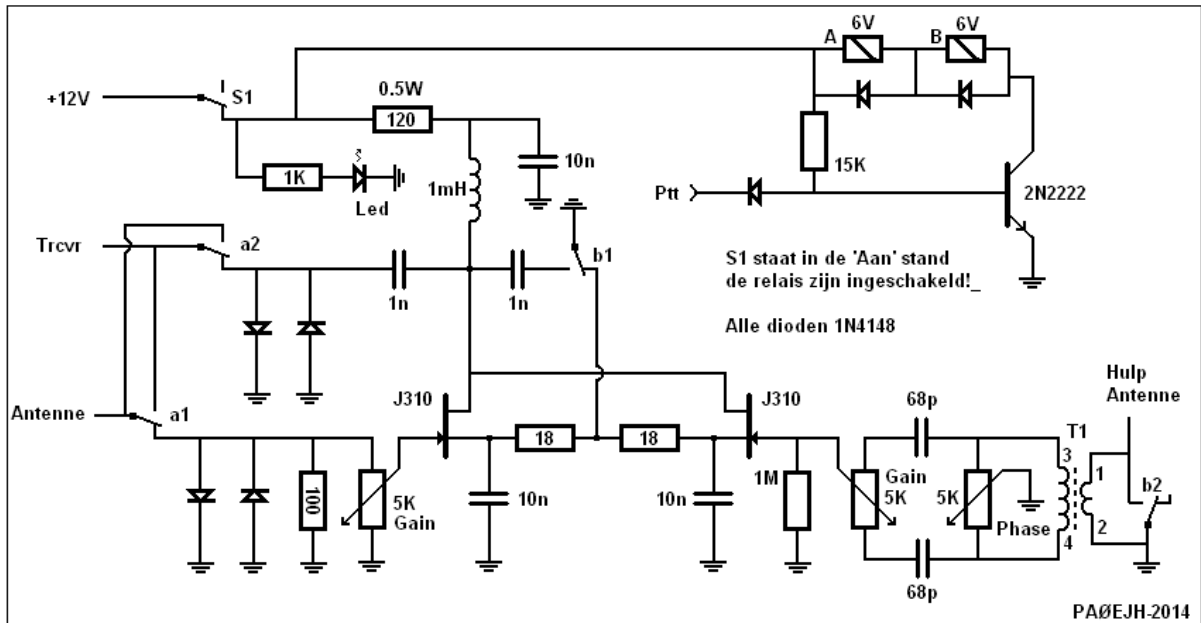 6V
6V
A
B
+12V
S1
0.5W
120
10n
15K
1K
Led
1mH
Ptt
2N2222
Trcvr
a2
1n
1n
b1
S1 staat in de 'Aan' stand
de relais zijn ingeschakeld!_
Alle dioden 1N4148
Antenne
a1
J310
18
18
J310
68p
Hulp
Antenne
T1
3
1
b2
100
5K
Gain
10n
10n
1M
Gain
5K
5K
Phase
4
2
68p
PAØEJH-2014